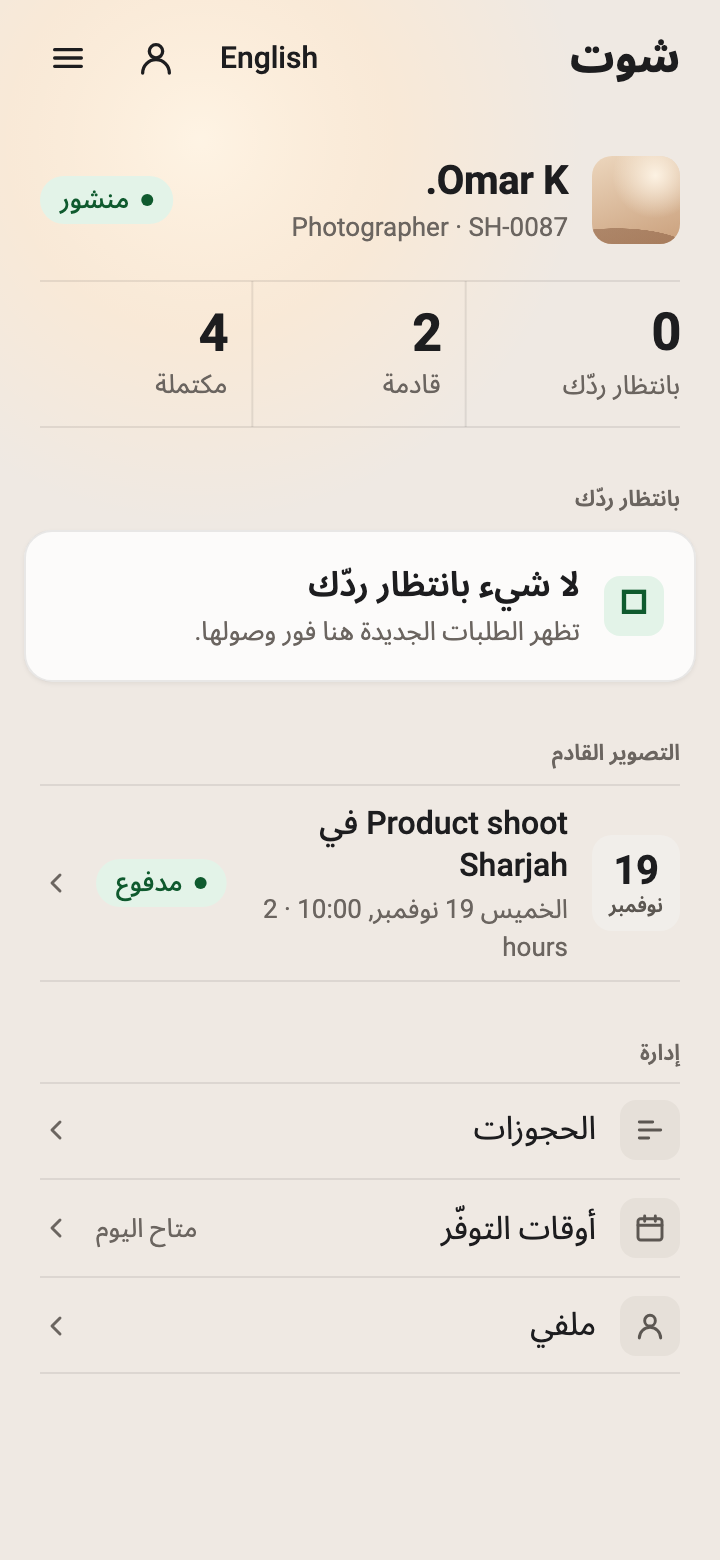 شوت
English
Omar K.
Photographer · SH-0087
منشور
0
بانتظار ردّك
2
قادمة
4
مكتملة
بانتظار ردّك
لا شيء بانتظار ردّك
تظهر الطلبات الجديدة هنا فور وصولها.
التصوير القادم
19
نوفمبر
Product shoot في
Sharjah
الخميس 19 نوفمبر, 10:00 · 2
hours
مدفوع
إدارة
الحجوزات
أوقات التوفّر
متاح اليوم
ملفي